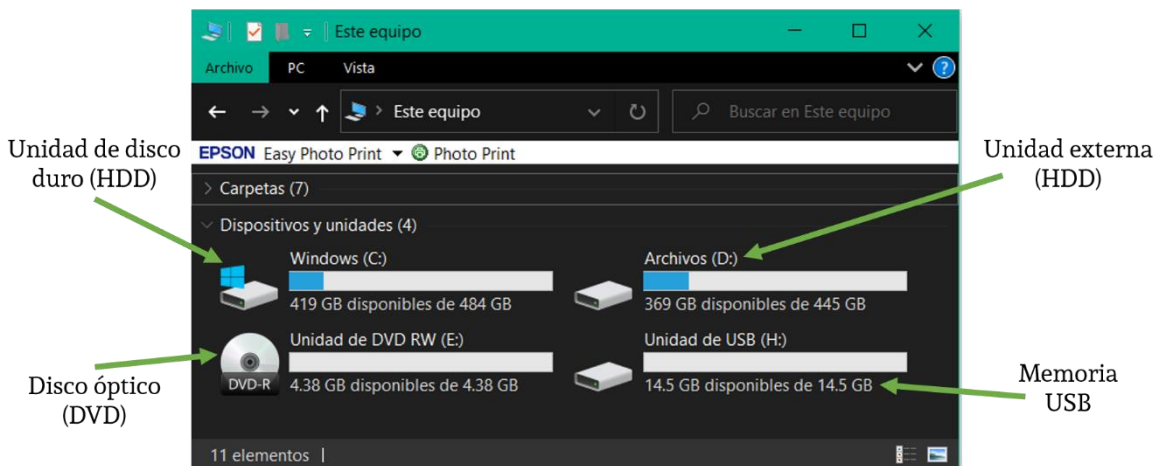 Este equipo
Archivo PC Vista
Este equipo Buscar en Este equipo
EPSON Easy Photo Print Photo Print
Carpetas (7)
Dispositivos y unidades (4)
Windows (C:)
419 GB disponibles de 484 GB
Archivos (D:)
369 GB disponibles de 445 GB
Unidad de DVD RW (E:)
DVD-R
4.38 GB disponibles de 4.38 GB
Unidad de USB (H:)
14.5 GB disponibles de 14.5 GB
11 elementos
Unidad de disco
duro (HDD)
Unidad externa
(HDD)
Disco óptico
(DVD)
Memoria
USB